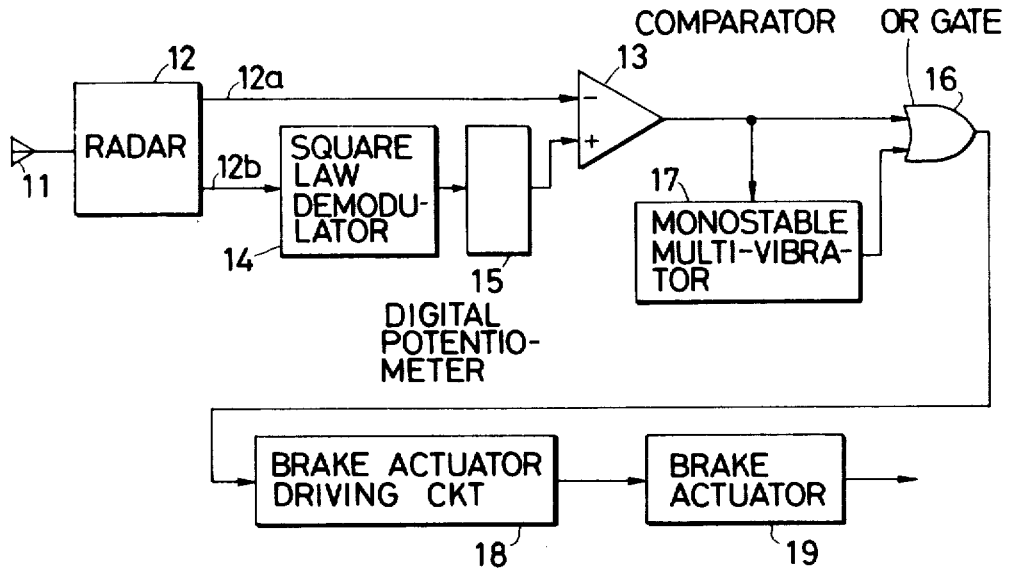 COMPARATOR
OR GATE
12
12a
13
16
RADAR
-
+
11
12b
SQUARE
LAW
DEMODU-
LATOR
14
15
17
MONOSTABLE
MULTI-VIBRA-
TOR
DIGITAL
POTENTIO-
METER
BRAKE ACTUATOR
DRIVING CKT
18
BRAKE
ACTUATOR
19